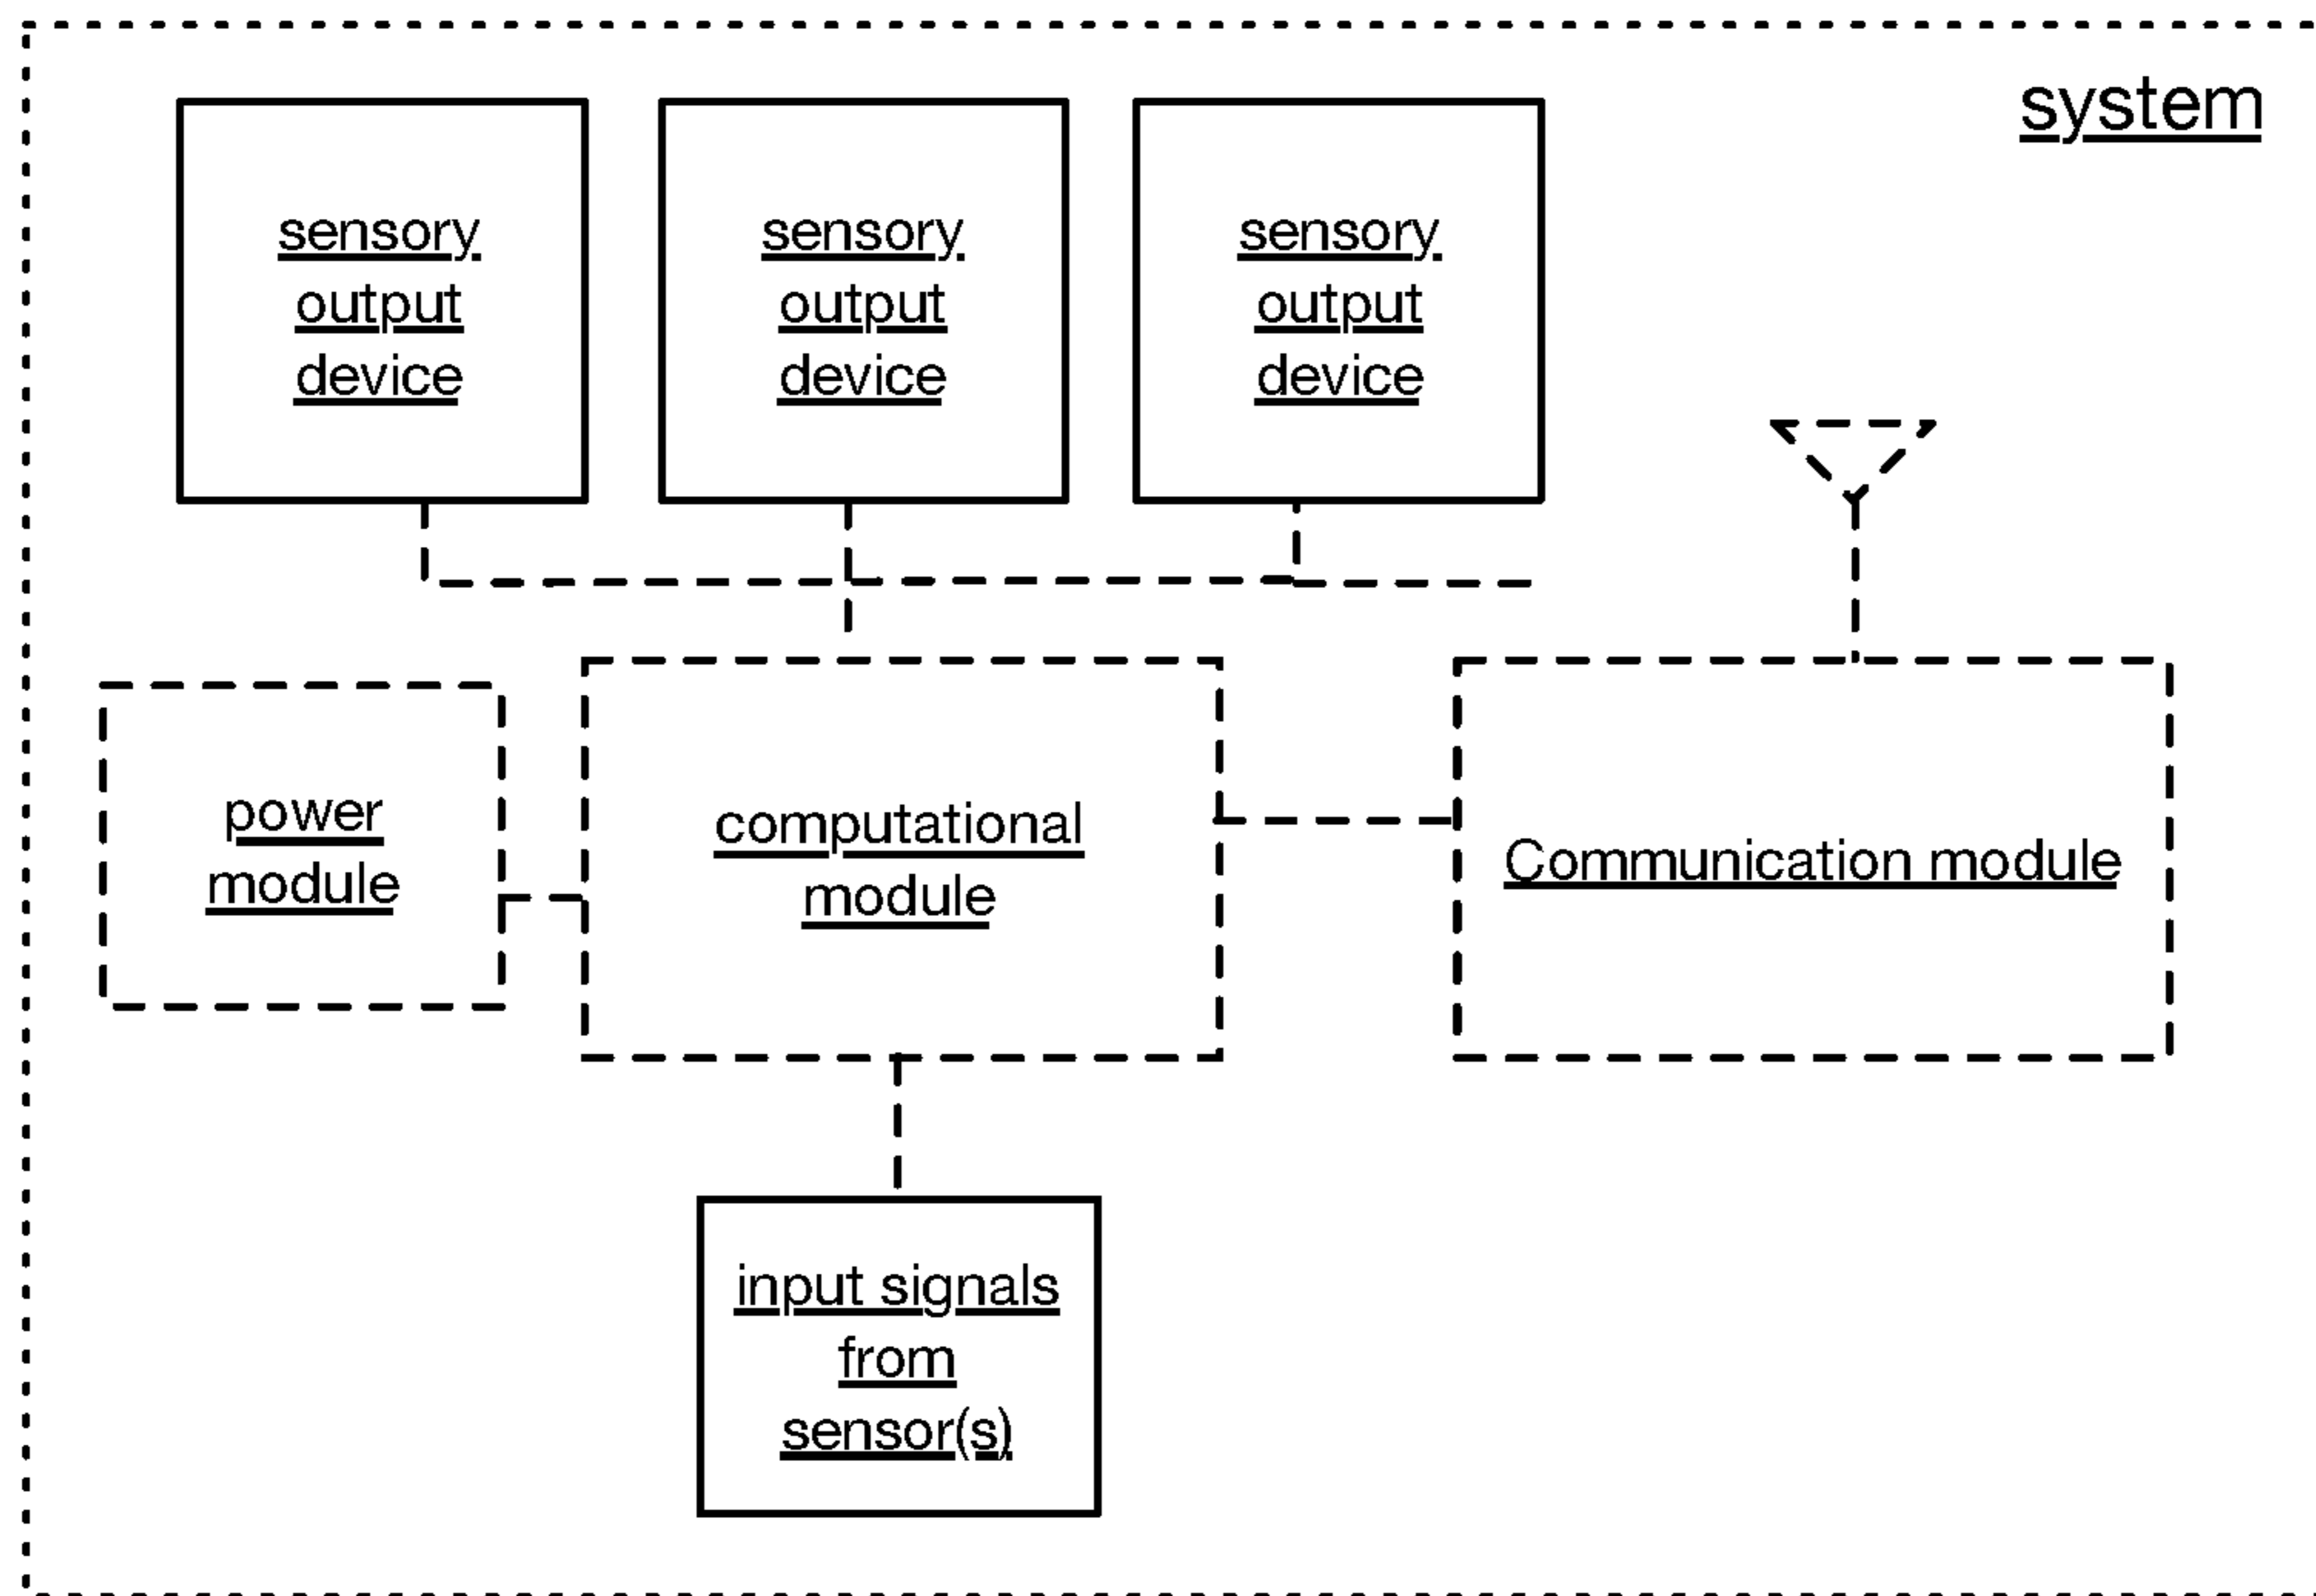 system
sensory
output
device
sensory
output
device
sensory
output
device
power
module
computational
module
Communication module
input signals
from
sensor(s)